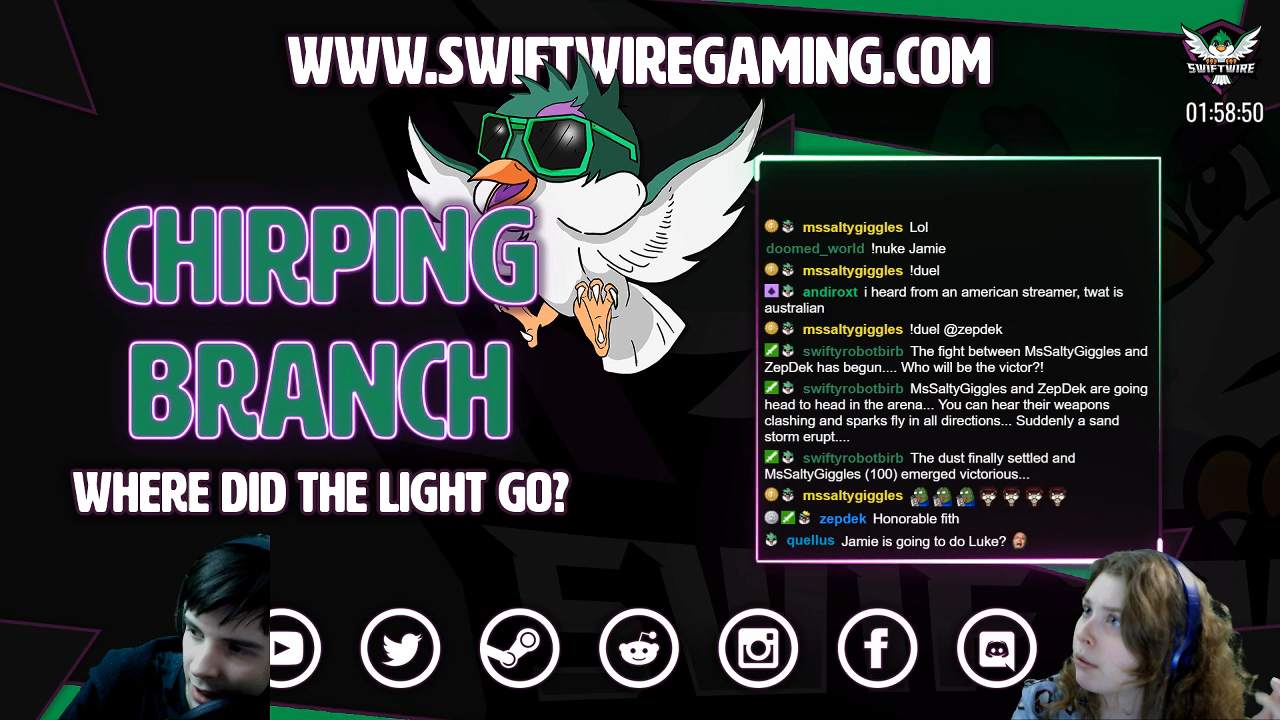 WWW.SWIFTWIREGAMING.COM
SWIFTWIRE
01:58:50
CHIRPING
BRANCH
WHERE DID THE LIGHT GO?
mssaltygiggles Lol
doomed_world !nuke Jamie
mssaltygiggles !duel
andiroxt i heard from an american streamer, twat is
australian
mssaltygiggles !duel @zepdek
swiftyrobotbirb The fight between MsSaltyGiggles and
ZepDek has begun.... Who will be the victor?!
swiftyrobotbirb MsSaltyGiggles and ZepDek are going
head to head in the arena... You can hear their weapons
clashing and sparks fly in all directions... Suddenly a sand
storm erupt....
swiftyrobotbirb The dust finally settled and
MsSaltyGiggles (100) emerged victorious...
mssaltygiggles
zepdek Honorable fith
quellus Jamie is going to do Luke?